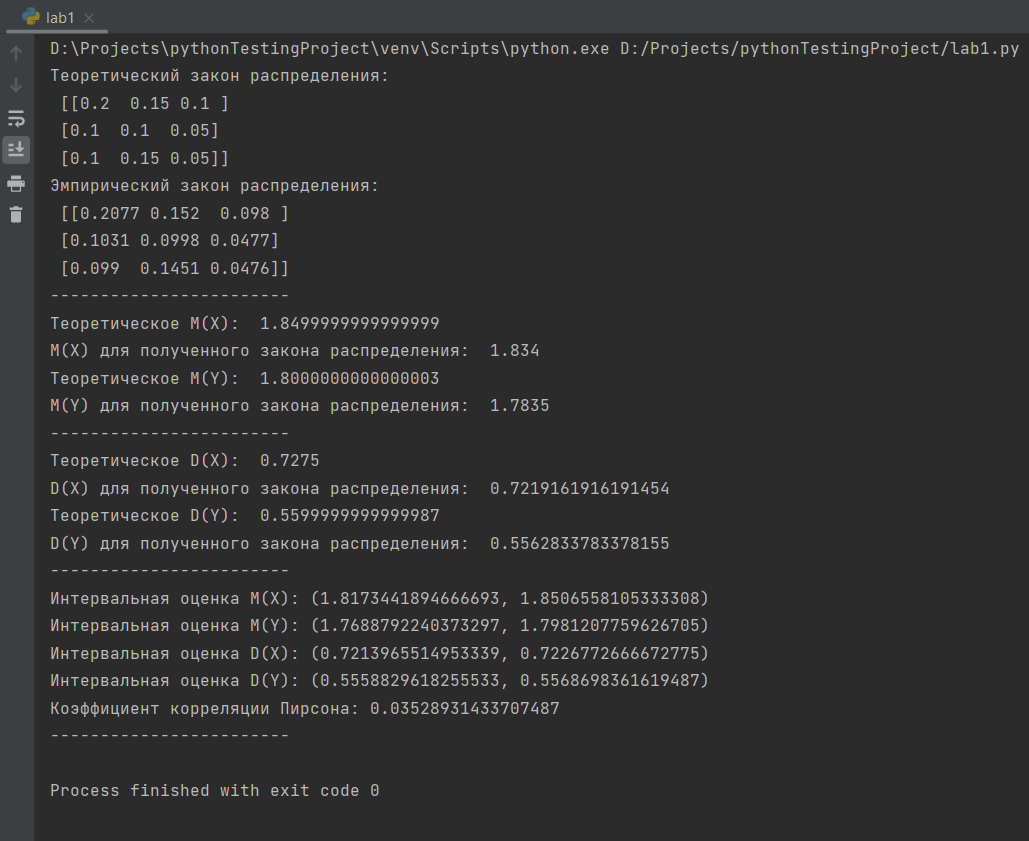 lab1
D:\Projects\pythonTestingProject\venv\Scripts\python.exe D:/Projects/pythonTestingProject/lab1.py
Теоретический закон распределения:
 [[0.2  0.15 0.1 ]
 [0.1  0.1  0.05]
 [0.1  0.15 0.05]]
Эмпирический закон распределения:
 [[0.2077 0.152  0.098 ]
 [0.1031 0.0998 0.0477]
 [0.099  0.1451 0.0476]]
------------------------
Теоретическое M(X):  1.8499999999999999
M(X) для полученного закона распределения:  1.834
Теоретическое M(Y):  1.8000000000000003
M(Y) для полученного закона распределения:  1.7835
------------------------
Теоретическое D(X):  0.7275
D(X) для полученного закона распределения:  0.7219161916191454
Теоретическое D(Y):  0.5599999999999987
D(Y) для полученного закона распределения:  0.5562833783378155
------------------------
Интервальная оценка M(X): (1.8173441894666693, 1.8506558105333308)
Интервальная оценка M(Y): (1.7688792240373297, 1.7981207759626705)
Интервальная оценка D(X): (0.7213965514953339, 0.7226772666672775)
Интервальная оценка D(Y): (0.5558829618255533, 0.5568698361619487)
Коэффициент корреляции Пирсона: 0.03528931433707487
------------------------
Process finished with exit code 0